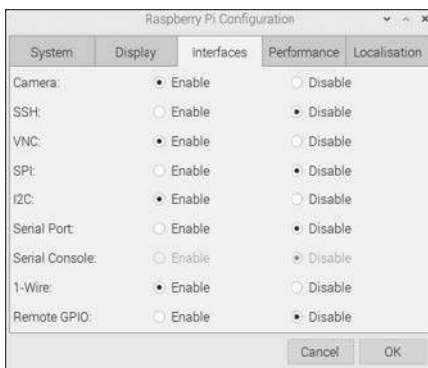 Raspberry Pi Configuration
System Display Interfaces Performance Localisation
Camera: Enable Disable
SSH: Enable Disable
VNC: Enable Disable
SPI: Enable Disable
I2C: Enable Disable
Serial Port: Enable Disable
Serial Console: Enable Disable
1-Wire: Enable Disable
Remote GPIO: Enable Disable
Cancel OK